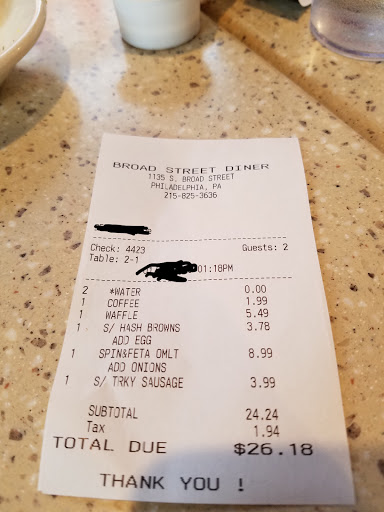 BROAD STREET DINER
1135 S. BROAD STREET
PHILADELPHIA, PA
215-825-3636
Check: 4423 Guests: 2
Table: 2-1
01:18PM
2 *WATER 0.00
1 COFFEE 1.99
1 WAFFLE 5.49
1 S/ HASH BROWNS 3.78
ADD EGG
1 SPIN&FETA OMLT 8.99
ADD ONIONS
1 S/ TRKY SAUSAGE 3.99
SUBTOTAL 24.24
Tax 1.94
TOTAL DUE $26.18
THANK YOU !